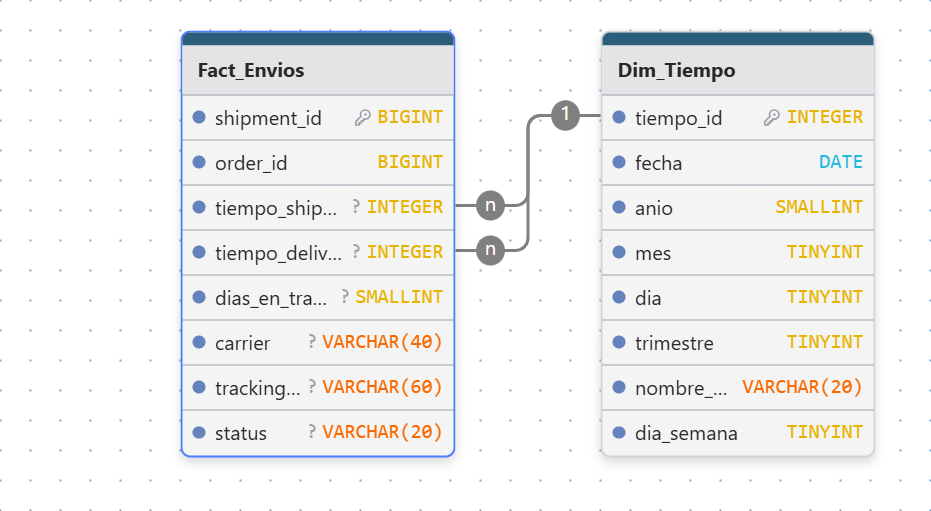 Fact_Envios
shipment_id BIGINT
order_id BIGINT
tiempo_ship... ? INTEGER
tiempo_deliv... ? INTEGER
dias_en_tra... ? SMALLINT
carrier ? VARCHAR(40)
tracking... ? VARCHAR(60)
status ? VARCHAR(20)
n
n
1
Dim_Tiempo
tiempo_id INTEGER
fecha DATE
anio SMALLINT
mes TINYINT
dia TINYINT
trimestre TINYINT
nombre_... VARCHAR(20)
dia_semana TINYINT